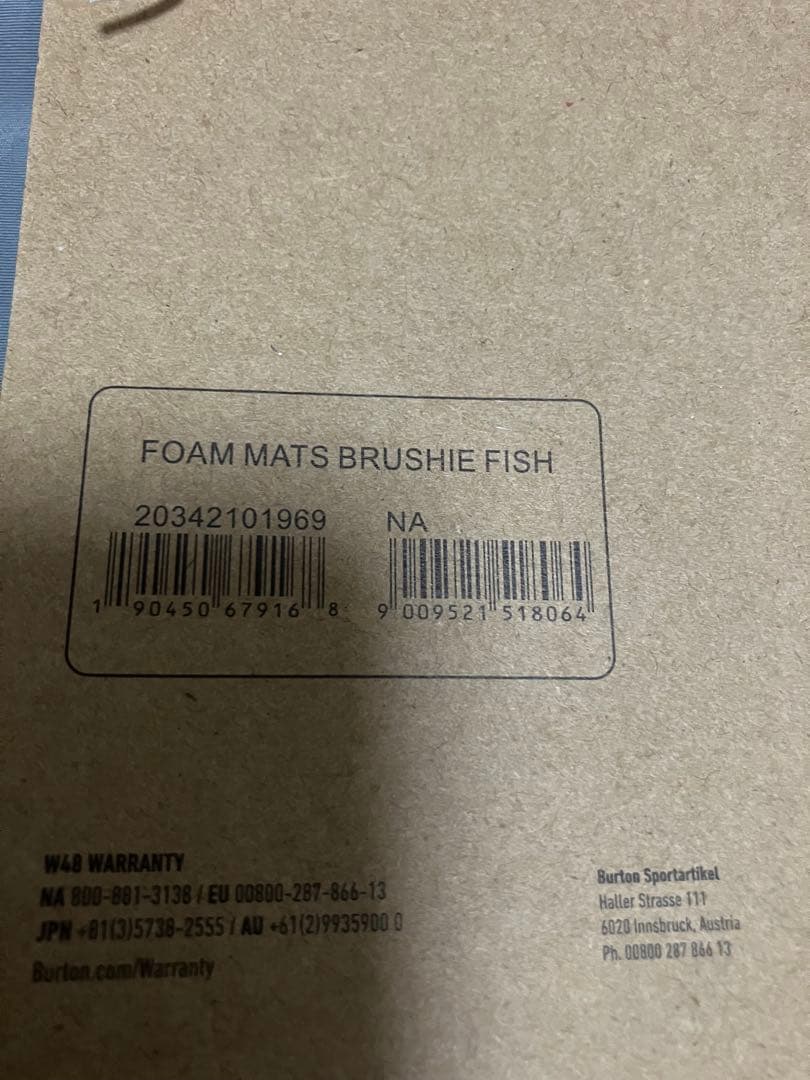 FOAM MATS BRUSHIE FISH
20342101969 NA
1 90450 67916 8 9 009521 518064
W48 WARRANTY
NA 800-881-3138 / EU 00800-287-866-13
JPN +81(3)5738-2555 / AU +61(2)9935900 0
Burton.com/Warranty
Burton Sportartikel
Haller Strasse 111
6020 Innsbruck, Austria
Ph. 00800 287 866 13